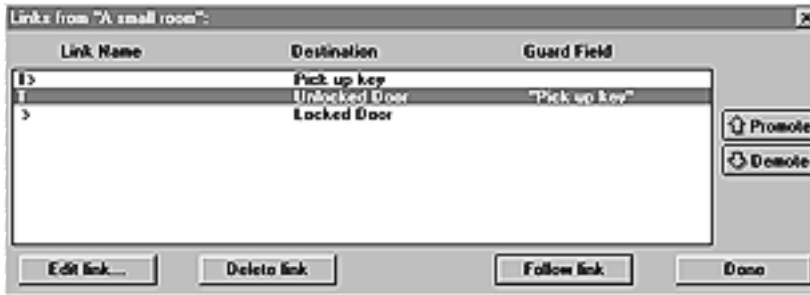 Links from "A small room":
Link Name Destination Guard Field
Pick up key
Unlocked Door "Pick up key"
> Locked Door
Promote
Demote
Edit link... Delete link Follow link Done